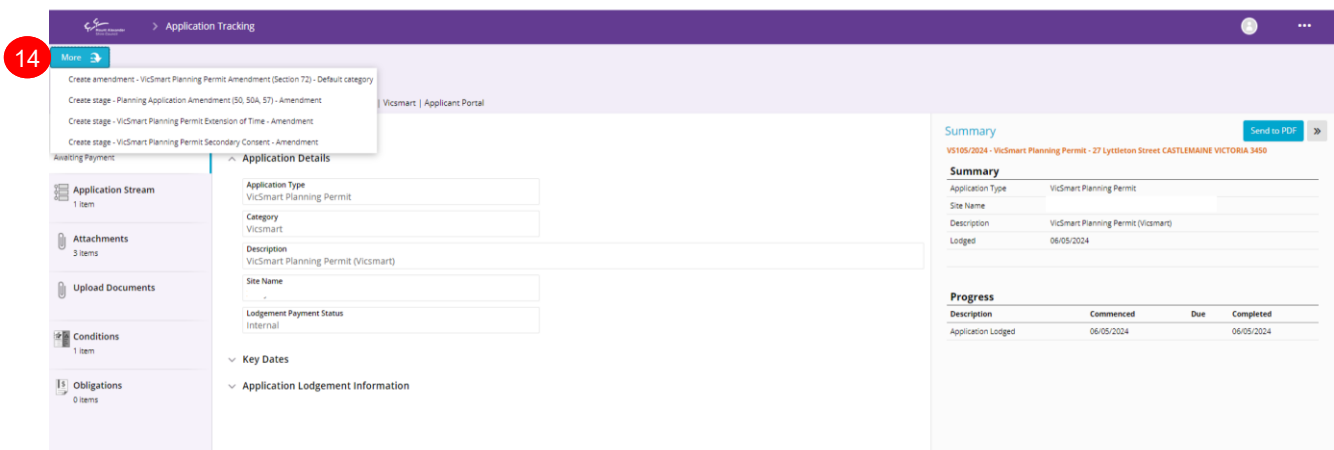 Mount Alexander
> Application Tracking
14
More
Create amendment - VicSmart Planning Permit Amendment (Section 72) - Default category
Create stage - Planning Application Amendment (50, 50A, 57) - Amendment
Create stage - VicSmart Planning Permit Extension of Time - Amendment
Create stage - VicSmart Planning Permit Secondary Consent - Amendment
| Vicsmart | Applicant Portal
Awaiting Payment
Application Stream
1 item
Attachments
3 items
Upload Documents
Conditions
1 item
Obligations
0 items
Application Details
Application Type
VicSmart Planning Permit
Category
Vicsmart
Description
VicSmart Planning Permit (Vicsmart)
Site Name
,
Lodgement Payment Status
Internal
Key Dates
Application Lodgement Information
Summary
Send to PDF
VS105/2024 - VicSmart Planning Permit - 27 Lyttleton Street CASTLEMAINE VICTORIA 3450
Summary
Application Type VicSmart Planning Permit
Site Name
Description VicSmart Planning Permit (Vicsmart)
Lodged 06/05/2024
Progress
Description Commenced Due Completed
Application Lodged 06/05/2024 06/05/2024